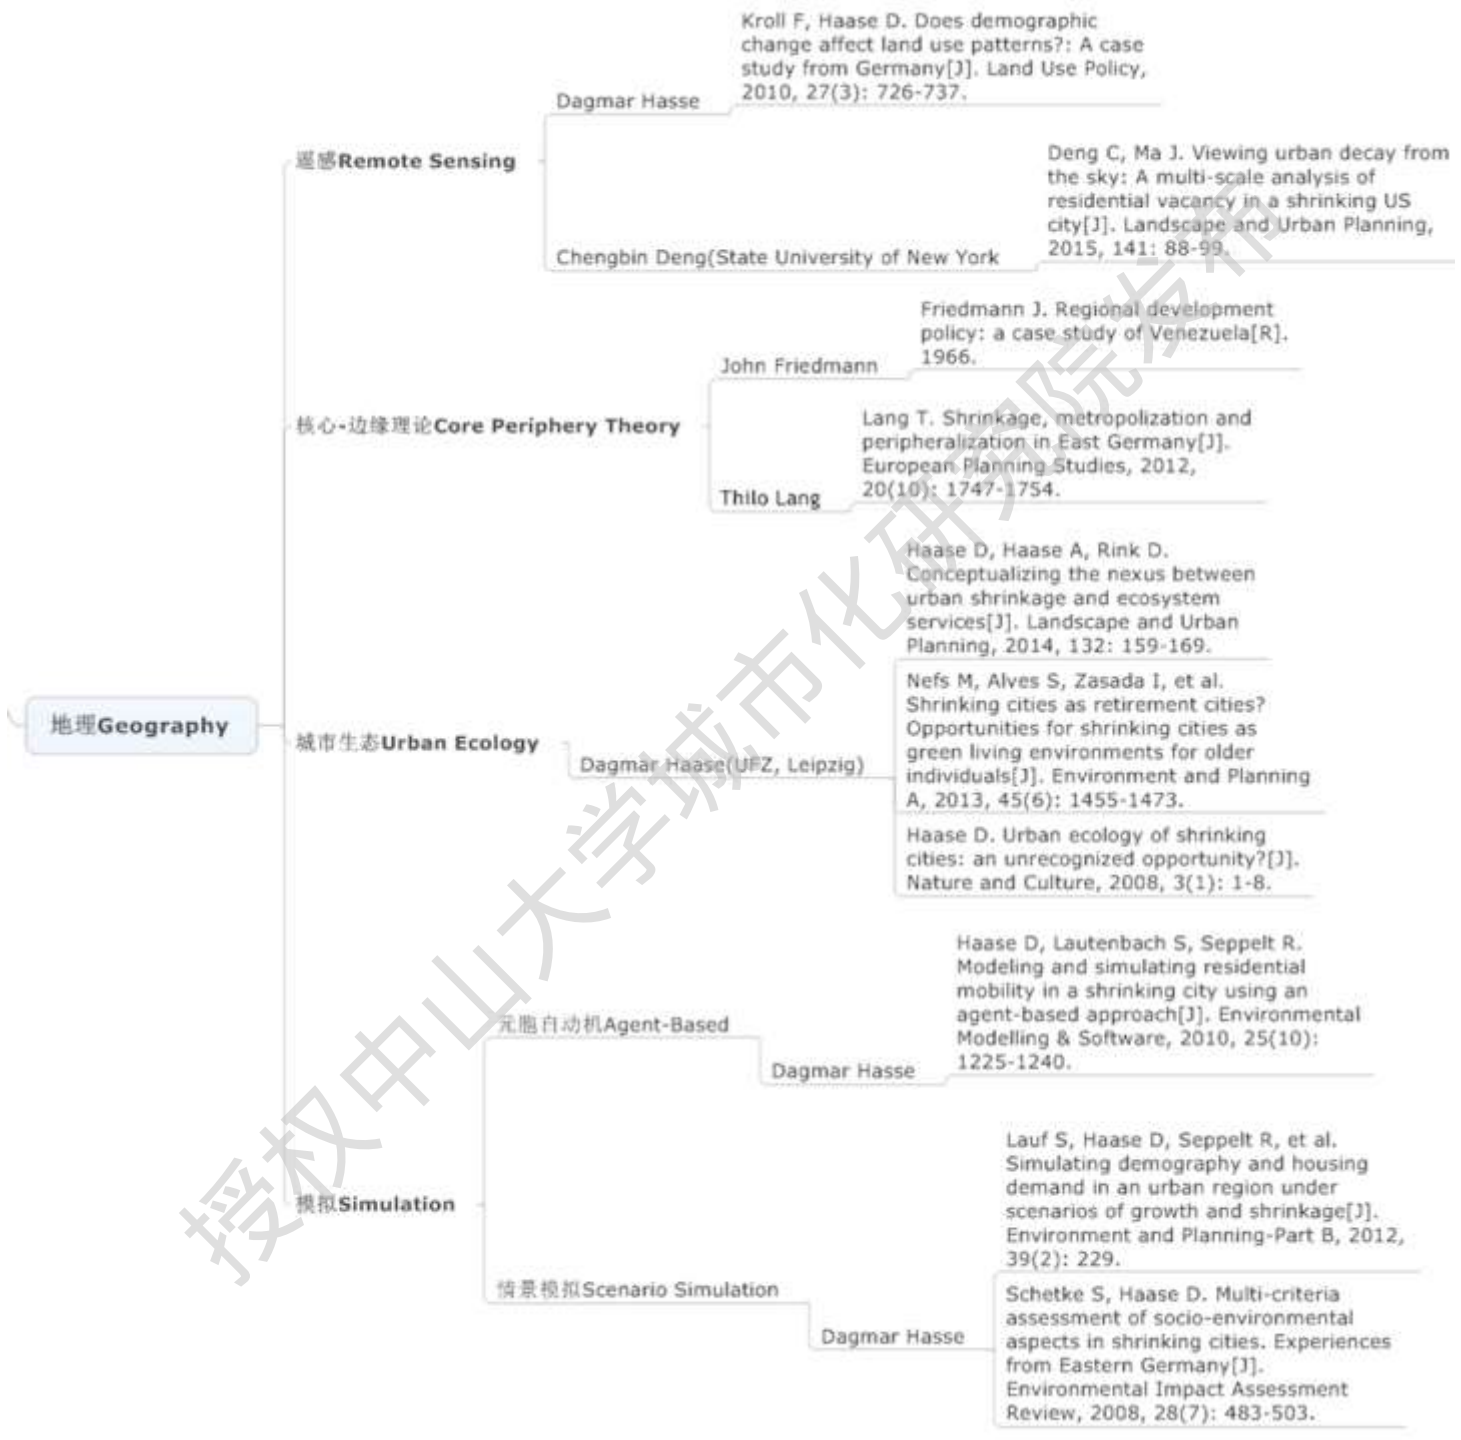 地理Geography
遥感Remote Sensing
Dagmar Hasse
Kroll F, Haase D. Does demographic
change affect land use patterns?: A case
study from Germany[J]. Land Use Policy,
2010, 27(3): 726-737.
Chengbin Deng(State University of New York
Deng C, Ma J. Viewing urban decay from
the sky: A multi-scale analysis of
residential vacancy in a shrinking US
city[J]. Landscape and Urban Planning,
2015, 141: 88-99.
核心-边缘理论Core Periphery Theory
John Friedmann
Friedmann J. Regional development
policy: a case study of Venezuela[R].
1966.
Thilo Lang
Lang T. Shrinkage, metropolization and
peripheralization in East Germany[J].
European Planning Studies, 2012,
20(10): 1747-1754.
城市生态Urban Ecology
Dagmar Haase(UFZ, Leipzig)
Haase D, Haase A, Rink D.
Conceptualizing the nexus between
urban shrinkage and ecosystem
services[J]. Landscape and Urban
Planning, 2014, 132: 159-169.
Nefs M, Alves S, Zasada I, et al.
Shrinking cities as retirement cities?
Opportunities for shrinking cities as
green living environments for older
individuals[J]. Environment and Planning
A, 2013, 45(6): 1455-1473.
Haase D. Urban ecology of shrinking
cities: an unrecognized opportunity?[J].
Nature and Culture, 2008, 3(1): 1-8.
模拟Simulation
元胞自动机Agent-Based
Dagmar Hasse
Haase D, Lautenbach S, Seppelt R.
Modeling and simulating residential
mobility in a shrinking city using an
agent-based approach[J]. Environmental
Modelling & Software, 2010, 25(10):
1225-1240.
情景模拟Scenario Simulation
Dagmar Hasse
Lauf S, Haase D, Seppelt R, et al.
Simulating demography and housing
demand in an urban region under
scenarios of growth and shrinkage[J].
Environment and Planning-Part B, 2012,
39(2): 229.
Schetke S, Haase D. Multi-criteria
assessment of socio-environmental
aspects in shrinking cities. Experiences
from Eastern Germany[J].
Environmental Impact Assessment
Review, 2008, 28(7): 483-503.
授权中山大学城市化研究院发布